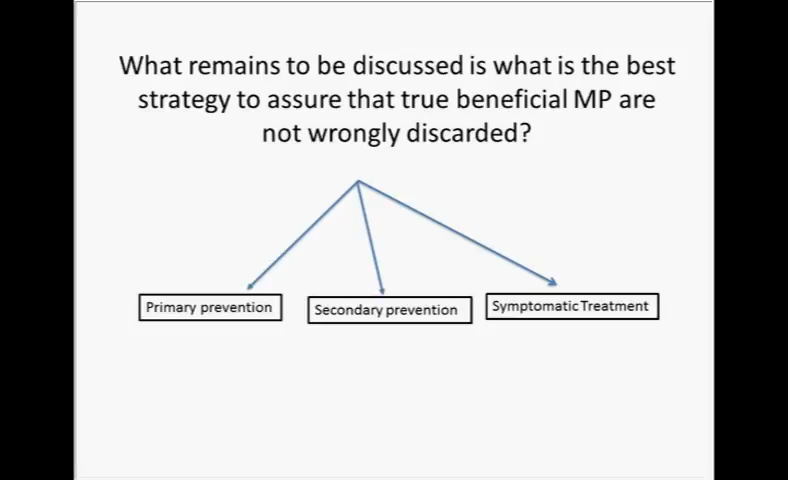 What remains to be discussed is what is the best
strategy to assure that true beneficial MP are
not wrongly discarded?
Primary prevention
Secondary prevention
Symptomatic Treatment